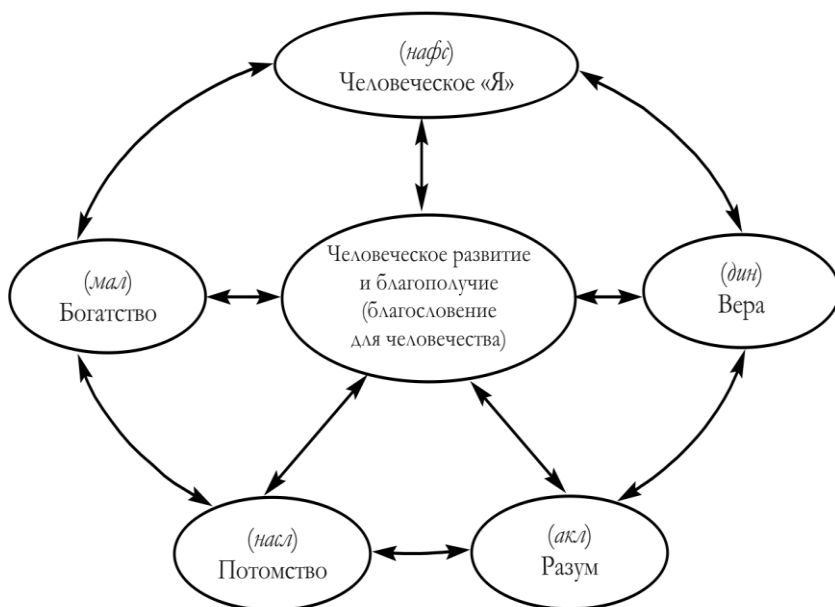 (нафс)
Человеческое «Я»
Человеческое развитие
и благополучие
(благословение
для человечества)
(мал)
Богатство
(дин)
Вера
(насл)
Потомство
(акл)
Разум